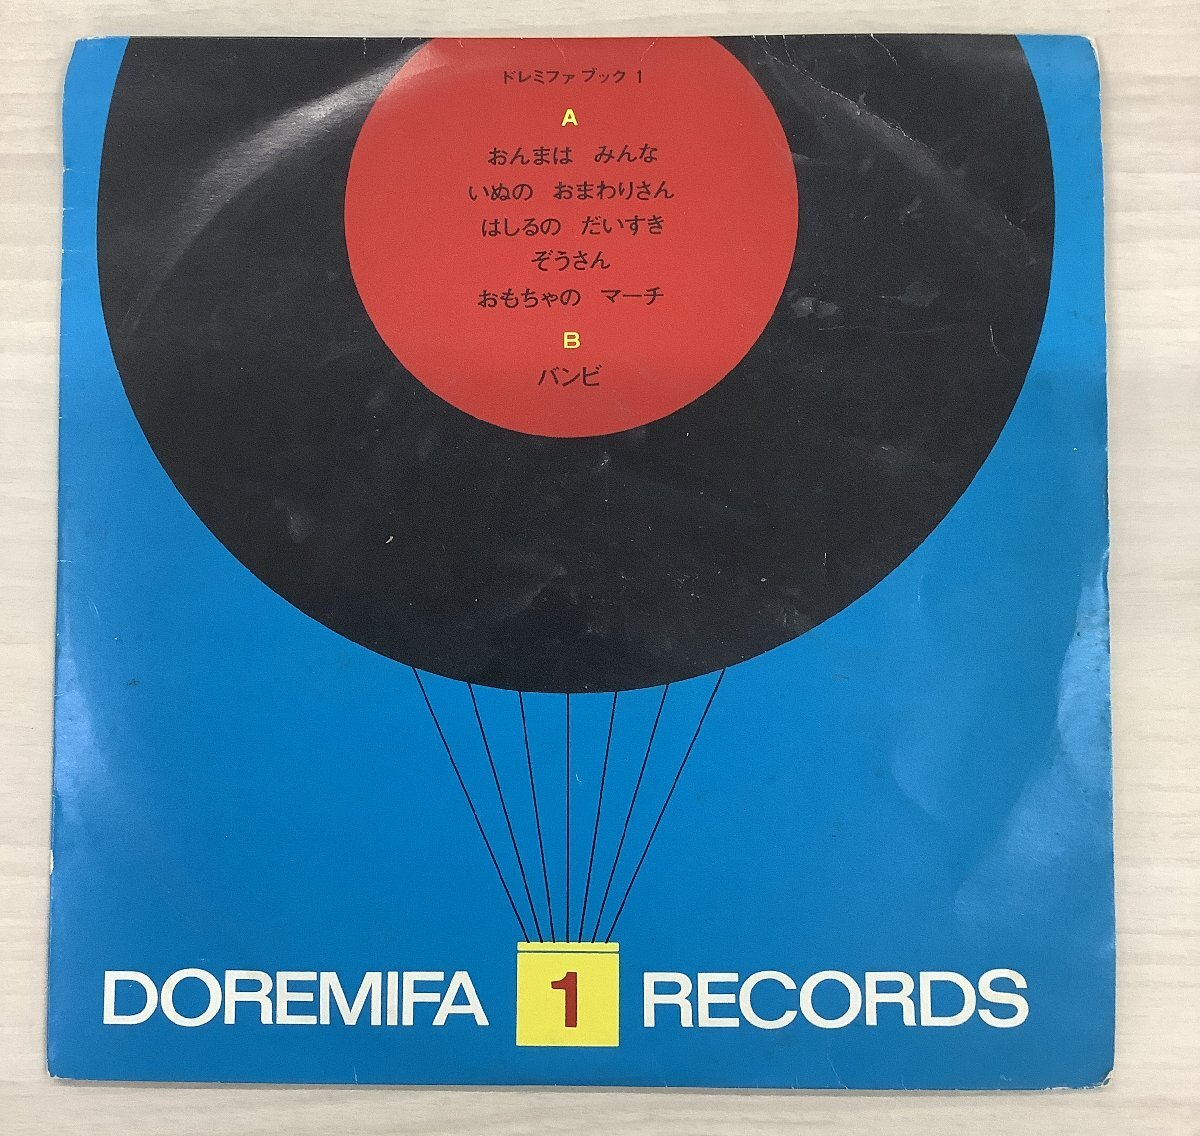 ドレミファ ブック 1
A
おんまは みんな
いぬの おまわりさん
はしるの だいすき
ぞうさん
おもちゃの マーチ
B
バンビ
DOREMIFA 1 RECORDS